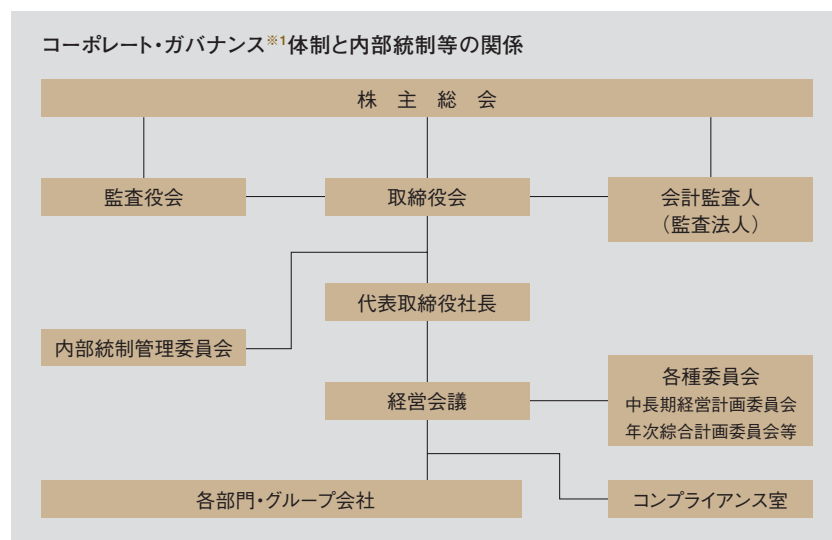 コーポレート・ガバナンス※1体制と内部統制等の関係
株主総会
監査役会
取締役会
会計監査人
（監査法人）
代表取締役社長
内部統制管理委員会
経営会議
各種委員会
中長期経営計画委員会
年次綜合計画委員会等
各部門・グループ会社
コンプライアンス室